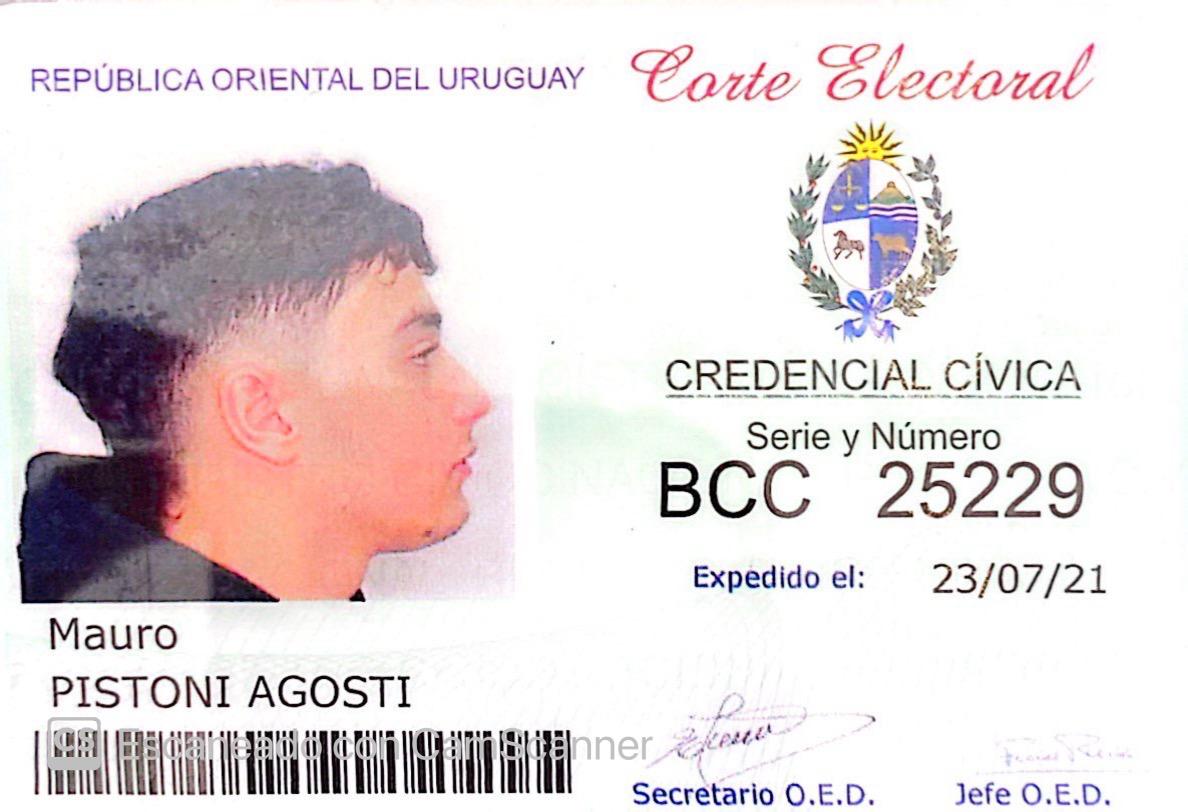 REPÚBLICA ORIENTAL DEL URUGUAY
Corte Electoral
CREDENCIAL CÍVICA
Serie y Número
BCC 25229
Expedido el: 23/07/21
Mauro
PISTONI AGOSTI
CS Escaneado con CamScanner
Secretario O.E.D.
Jefe O.E.D.